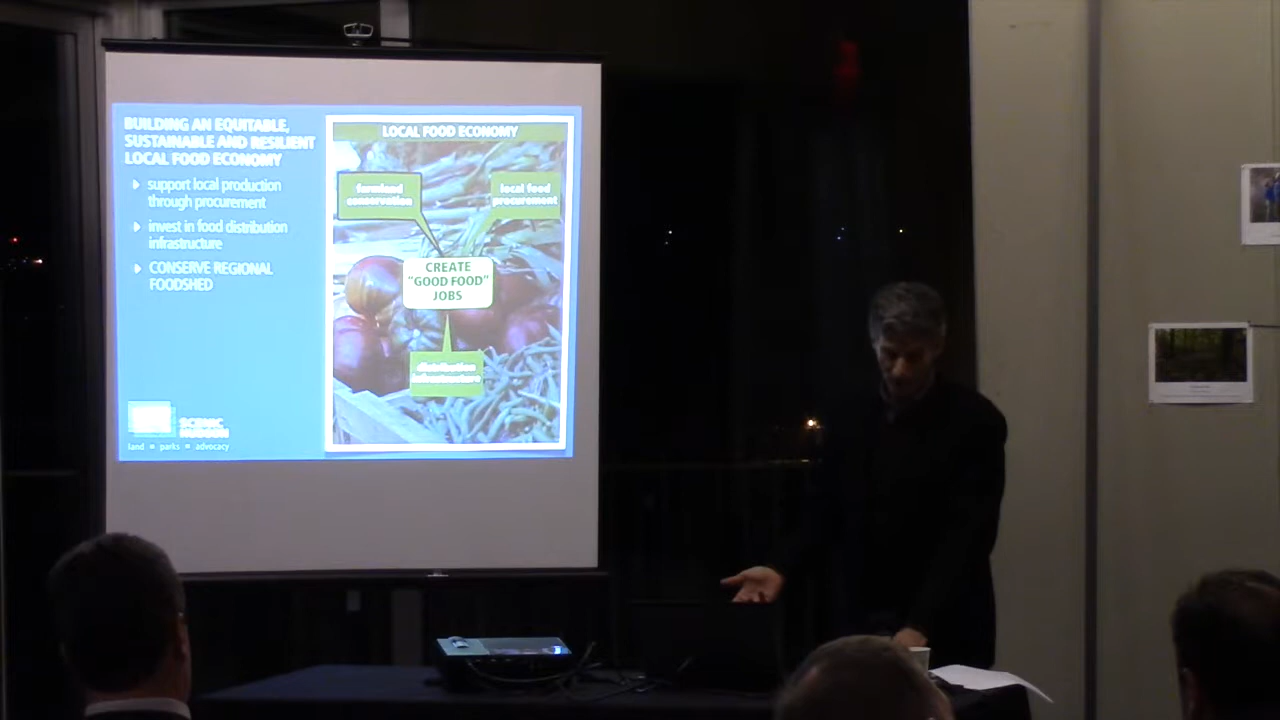 BUILDING AN EQUITABLE,
SUSTAINABLE AND RESILIENT
LOCAL FOOD ECONOMY
support local production
through procurement
invest in food distribution
infrastructure
CONSERVE REGIONAL
FOODSHED
LOCAL FOOD ECONOMY
farmland
conservation
local food
procurement
CREATE
"GOOD FOOD"
JOBS
distribution
infrastructure
SCENIC
HUDSON
land parks advocacy